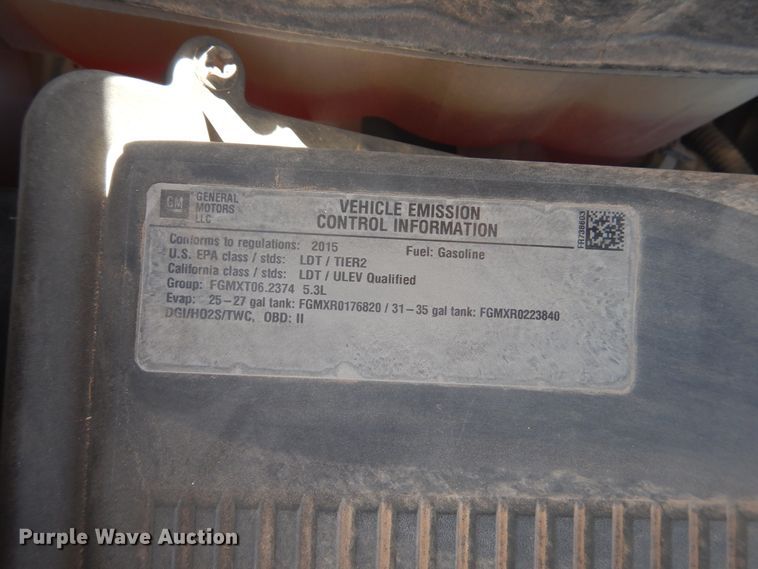 GM
GENERAL
MOTORS
LLC
VEHICLE EMISSION
CONTROL INFORMATION
Conforms to regulations: 2015 Fuel: Gasoline
U.S. EPA class / stds: LDT / TIER2
California class / stds: LDT / ULEV Qualified
Group: FGMXT06.2374 5.3L
Evap: 25-27 gal tank: FGMXR0176820 / 31-35 gal tank: FGMXR0223840
DGI/HO2S/TWC, OBD: II
Purple Wave Auction